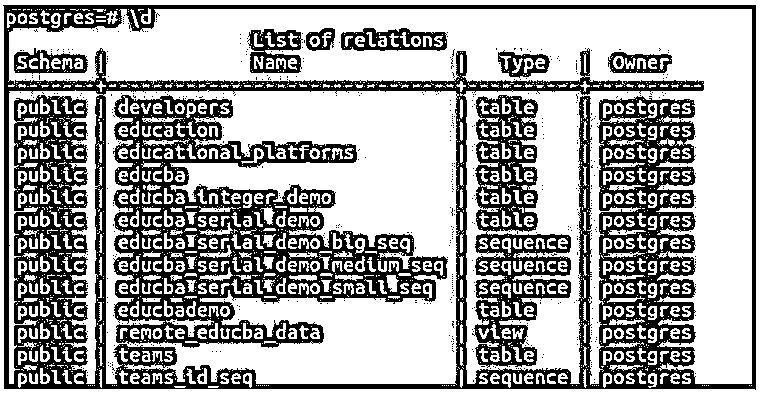 postgres=# \d
List of relations
Schema | Name | Type | Owner
--------+----------------------------+----------+----------
public | developers | table | postgres
public | education | table | postgres
public | educational_platforms | table | postgres
public | educba | table | postgres
public | educba_integer_demo | table | postgres
public | educba_serial_demo | table | postgres
public | educba_serial_demo_big_seq | sequence | postgres
public | educba_serial_demo_medium_seq | sequence | postgres
public | educba_serial_demo_small_seq | sequence | postgres
public | educbademo | table | postgres
public | remote_educba_data | view | postgres
public | teams | table | postgres
public | teams_id_seq | sequence | postgres